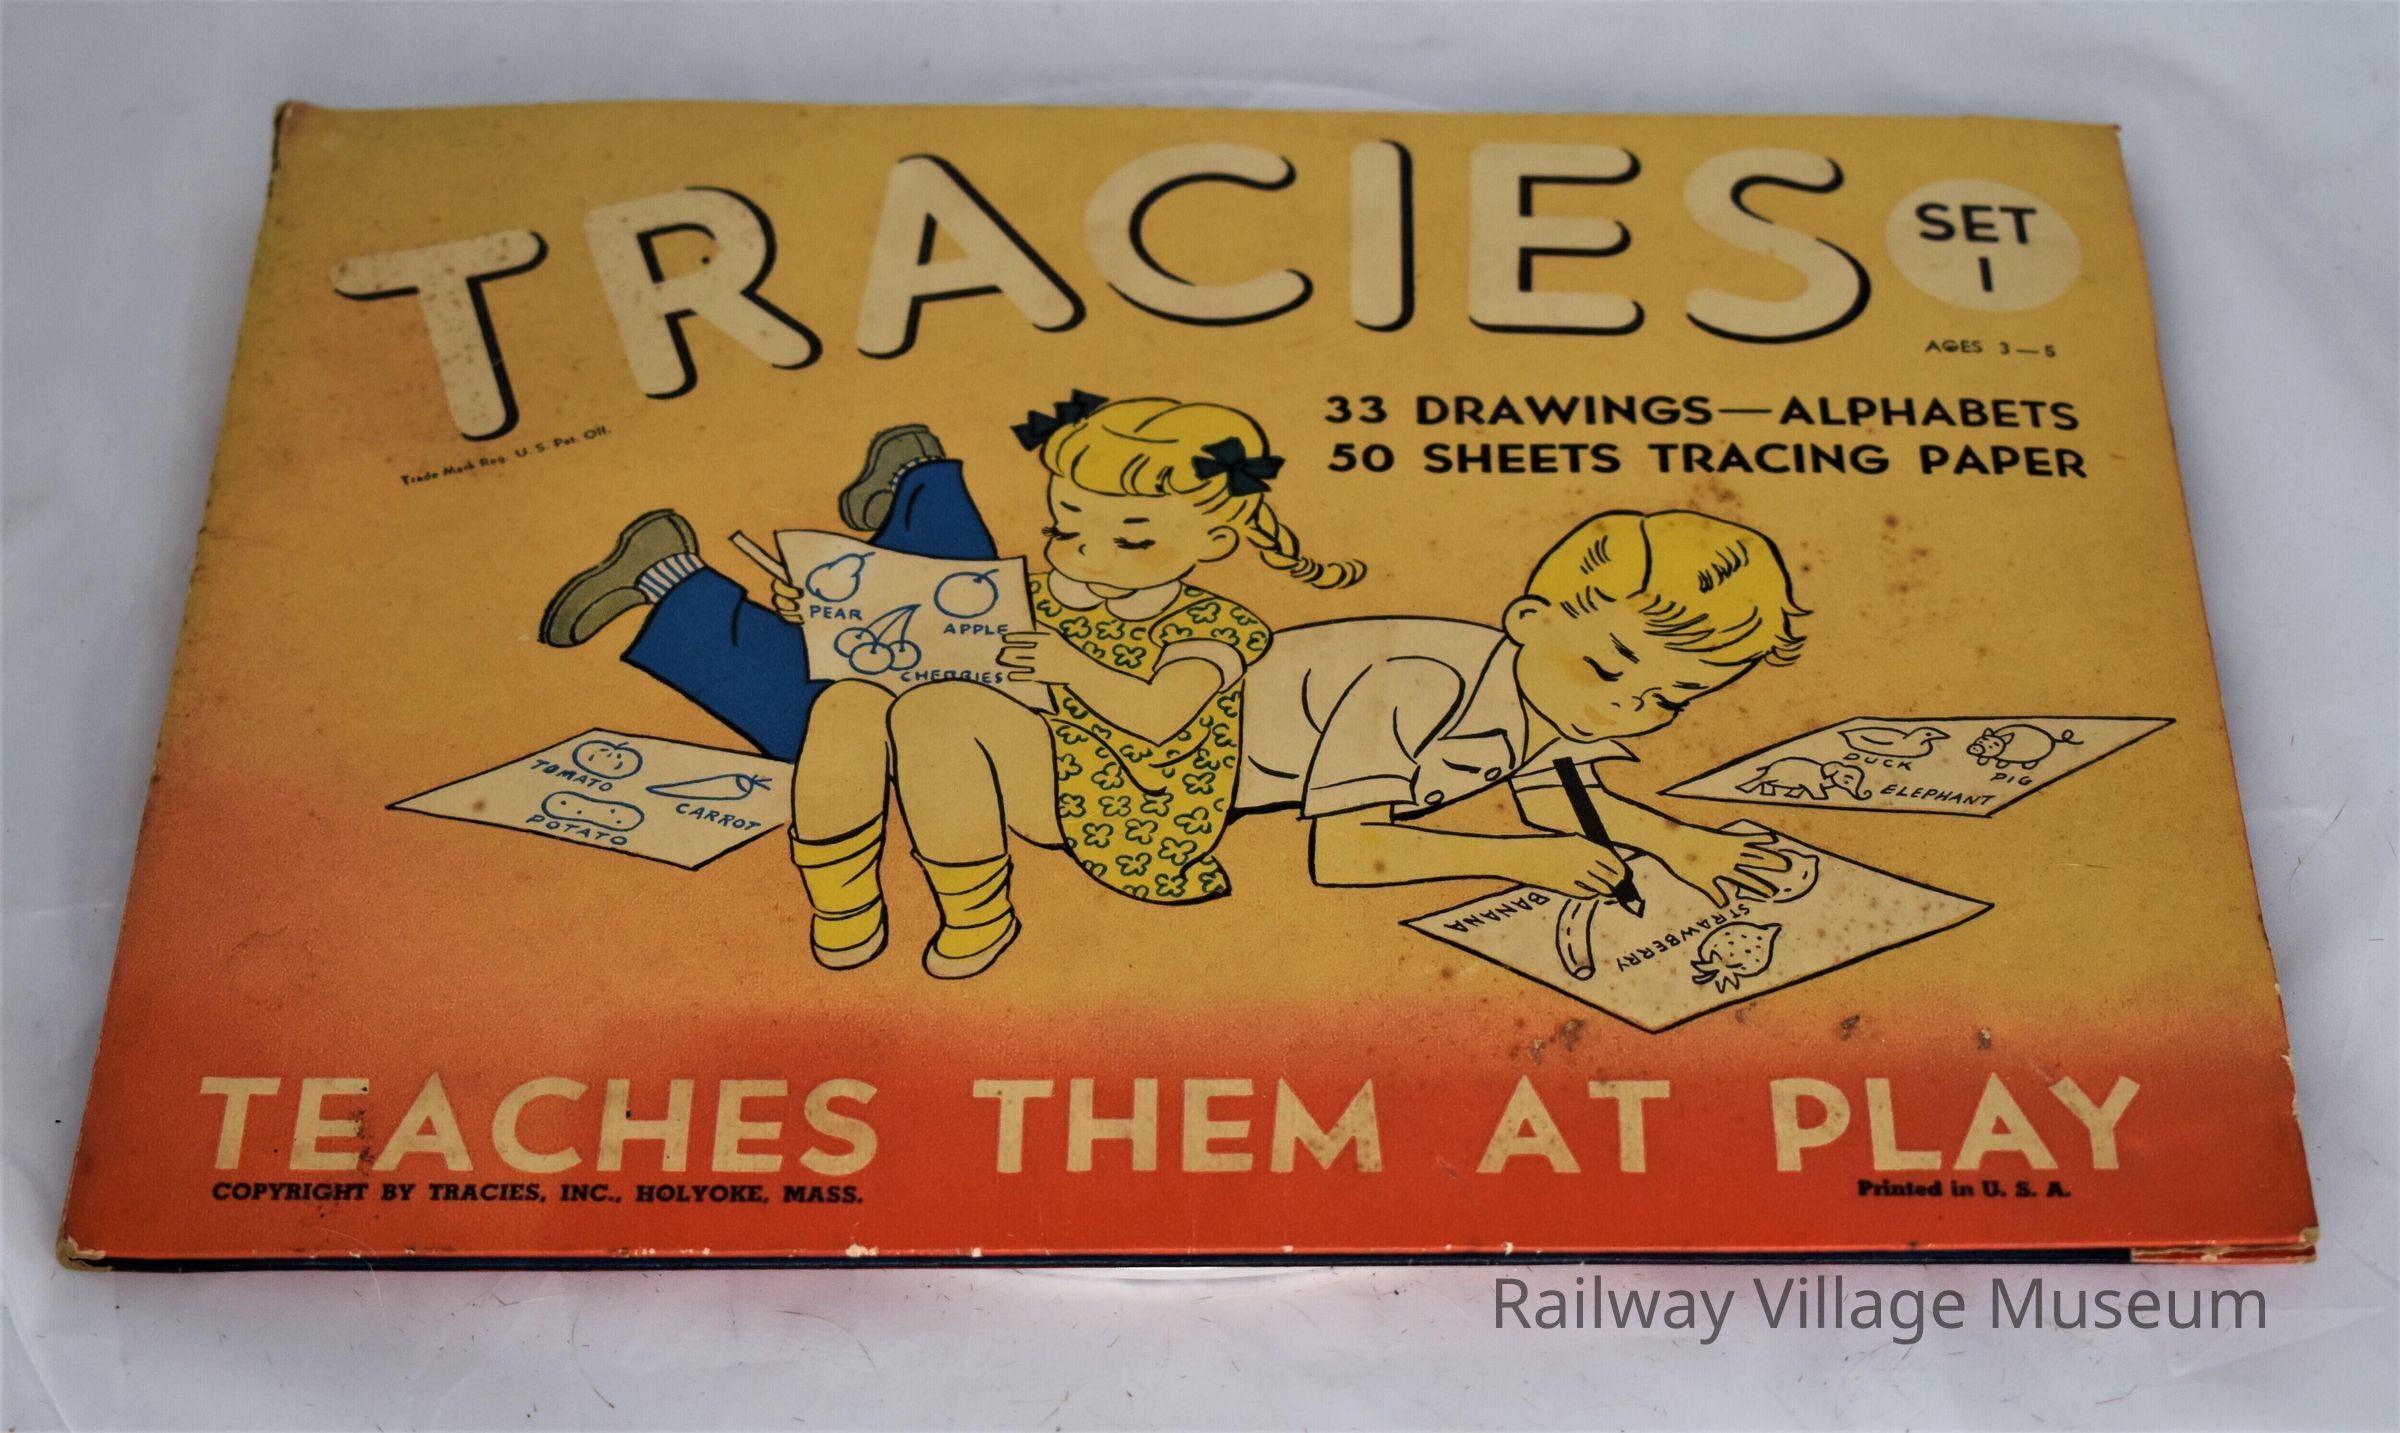 TRACIES
SET
1
AGES 3—5
Trade Mark Reg. U. S. Pat. Off.
33 DRAWINGS—ALPHABETS
50 SHEETS TRACING PAPER
PEAR
APPLE
CHERRIES
TOMATO
CARROT
POTATO
DUCK
PIG
ELEPHANT
BANANA
STRAWBERRY
TEACHES THEM AT PLAY
COPYRIGHT BY TRACIES, INC., HOLYOKE, MASS.
Printed in U. S. A.
Railway Village Museum